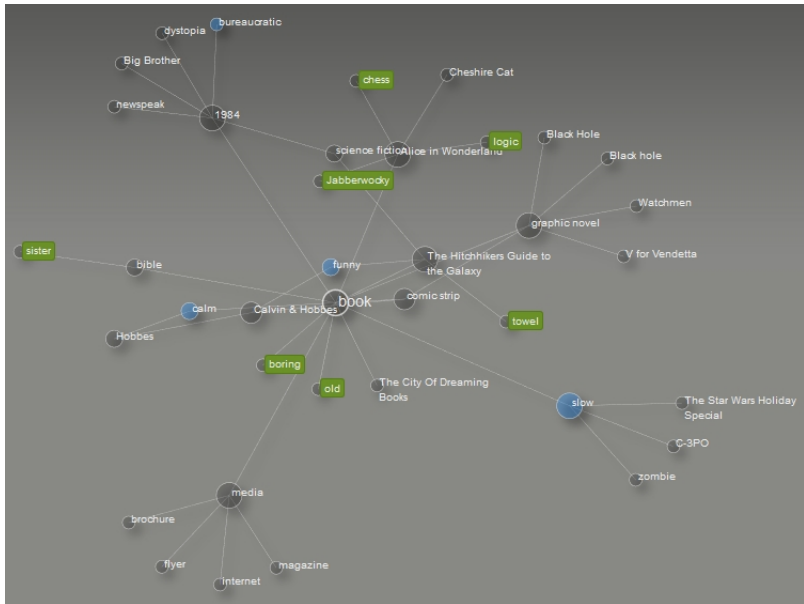 bureaucratic
dystopia
Big Brother
Cheshire Cat
chess
newspeak
1984
Black Hole
logic
science fiction
Alice in Wonderland
Black hole
Jabberwocky
Watchmen
graphic novel
sister
V for Vendetta
The Hitchhikers Guide to
the Galaxy
bible
funny
comic strip
book
calm
Calvin & Hobbes
towel
Hobbes
boring
old
The City Of Dreaming
Books
slow
The Star Wars Holiday
Special
C-3PO
zombie
media
brochure
flyer
magazine
internet